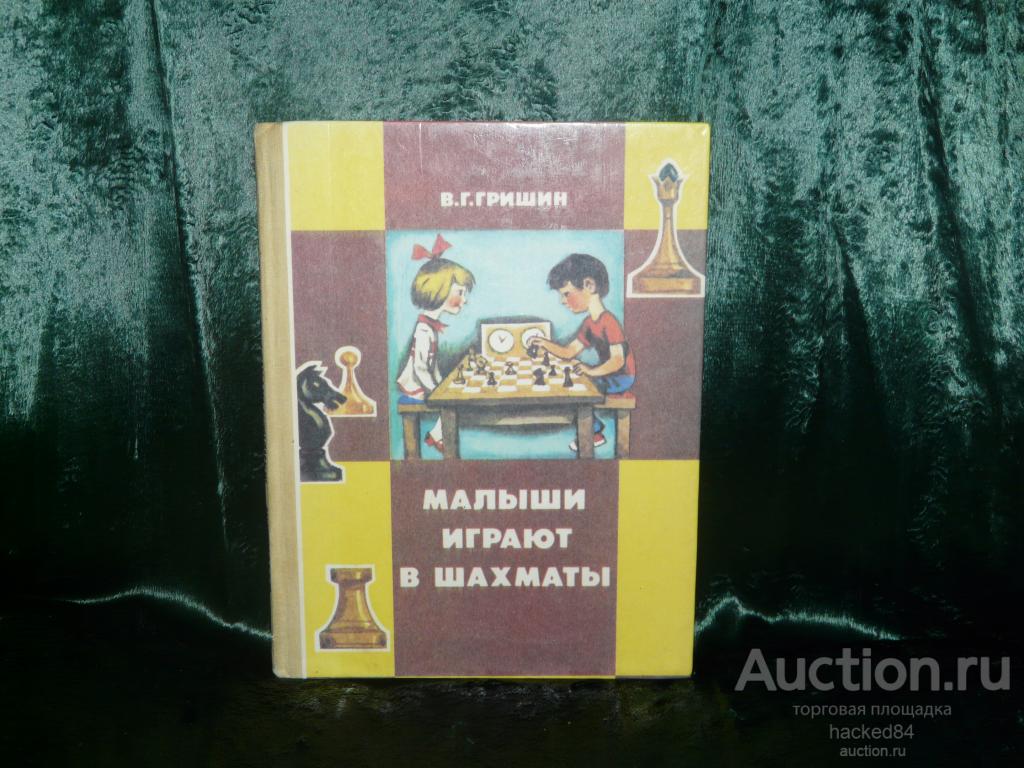 В.Г.ГРИШИН
МАЛЫШИ
ИГРАЮТ
В ШАХМАТЫ
Auction.ru
торговая площадка
hacked84
auction.ru